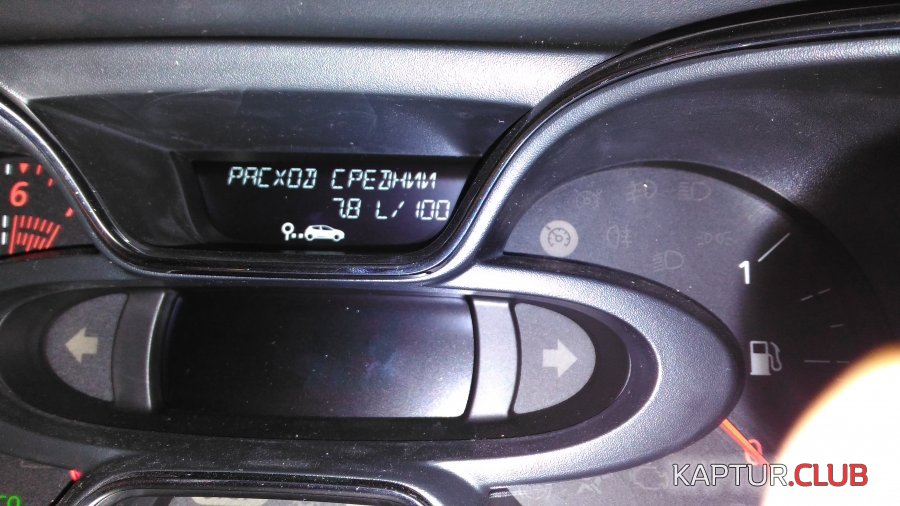 РАСХОД СРЕДНИЙ
7.8 L/100
6
1
KAPTUR.CLUB